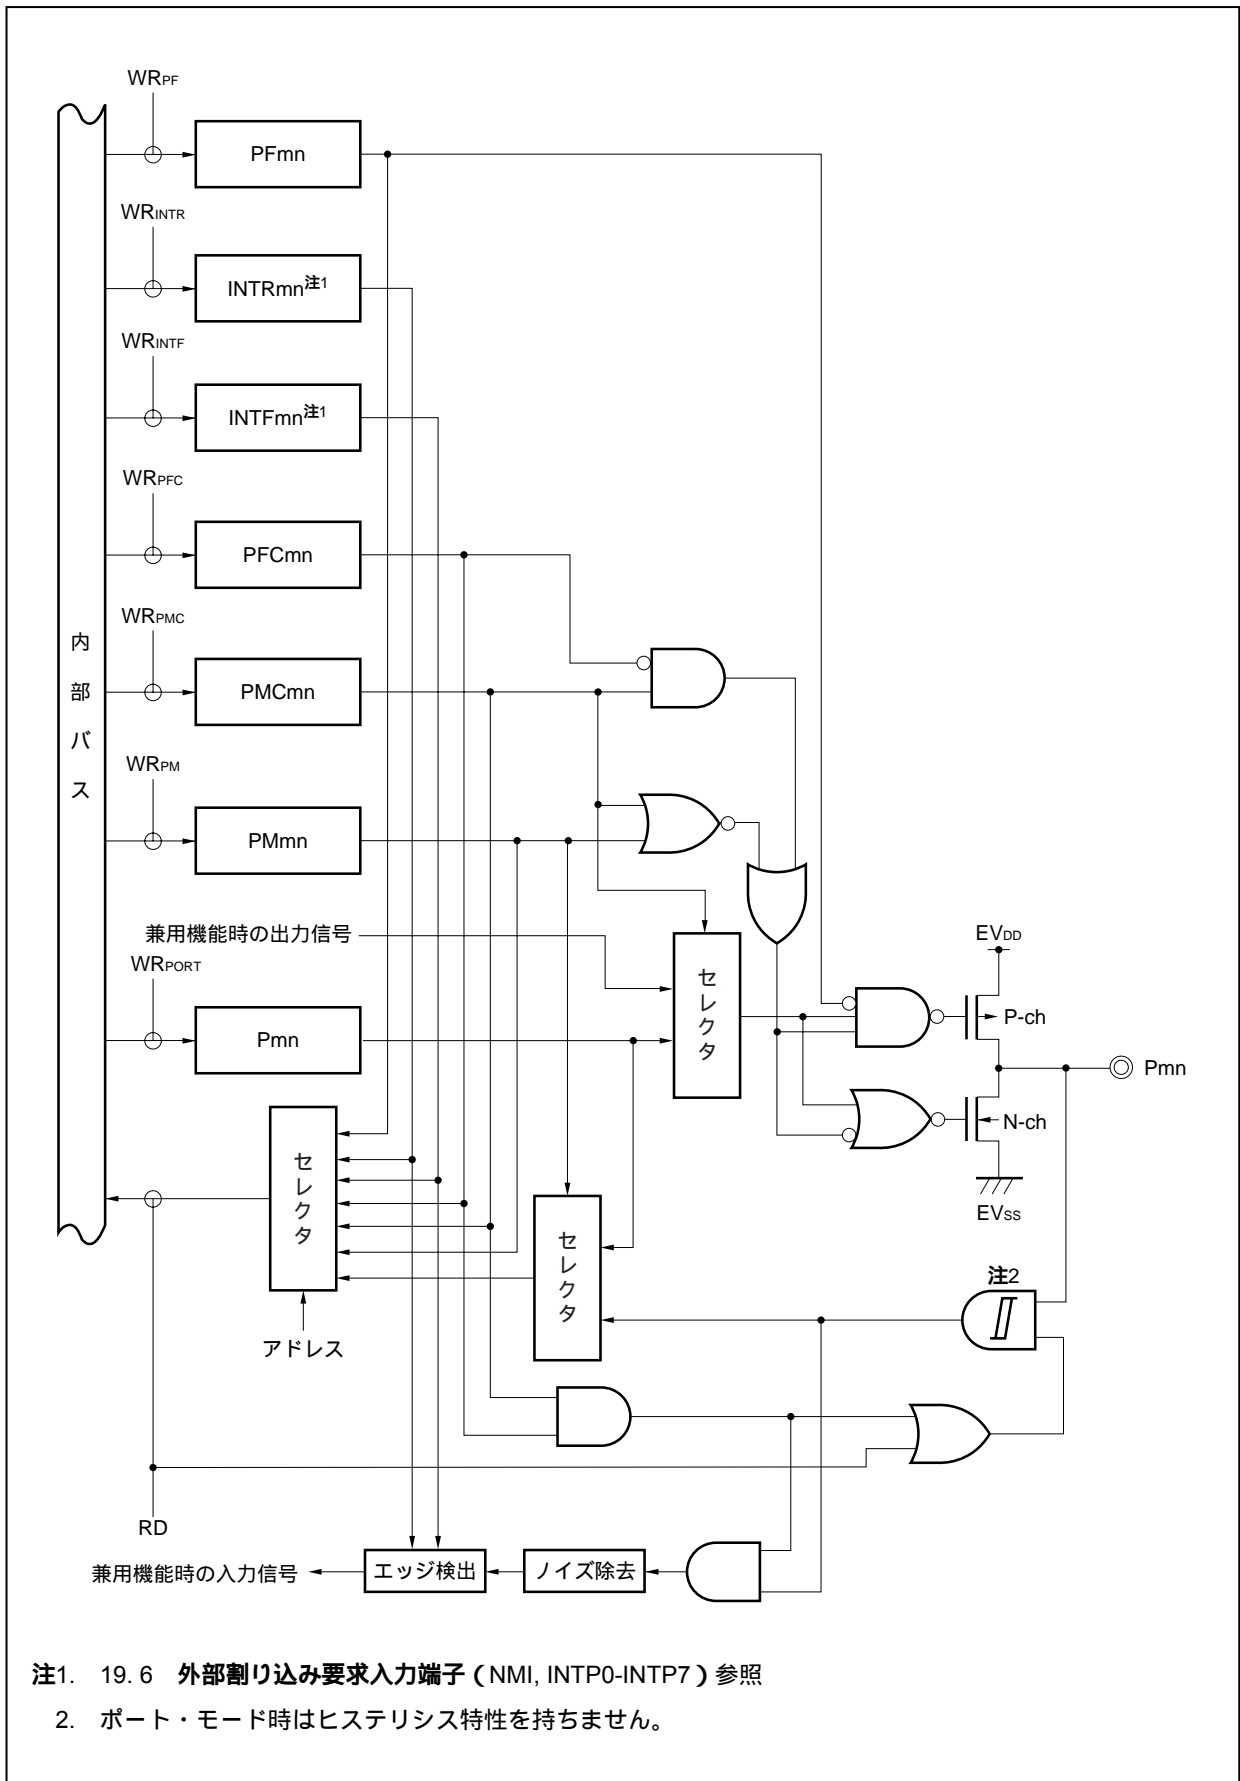 WRPF
PFmn
WRINTR
INTRmn注1
WRINTF
INTFmn注1
WRPFC
PFCmn
WRPMC
内部バス
PMCmn
WRPM
PMmn
兼用機能時の出力信号
WRPORT
セレクタ
EVDD
P-ch
Pmn
Pmn
N-ch
セレクタ
EVSS
セレクタ
注2
アドレス
RD
兼用機能時の入力信号
エッジ検出
ノイズ除去
注1. 19. 6 外部割り込み要求入力端子（NMI, INTP0-INTP7）参照
2. ポート・モード時はヒステリシス特性を持ちません。